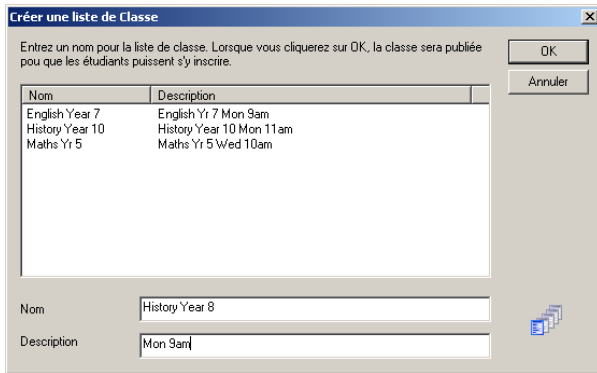 Créer une liste de Classe
Entrez un nom pour la liste de classe. Lorsque vous cliquerez sur OK, la classe sera publiée
pou que les étudiants puissent s'y inscrire.
OK
Annuler
Nom Description
English Year 7 English Yr 7 Mon 9am
History Year 10 History Year 10 Mon 11am
Maths Yr 5 Maths Yr 5 Wed 10am
Nom History Year 8
Description Mon 9am